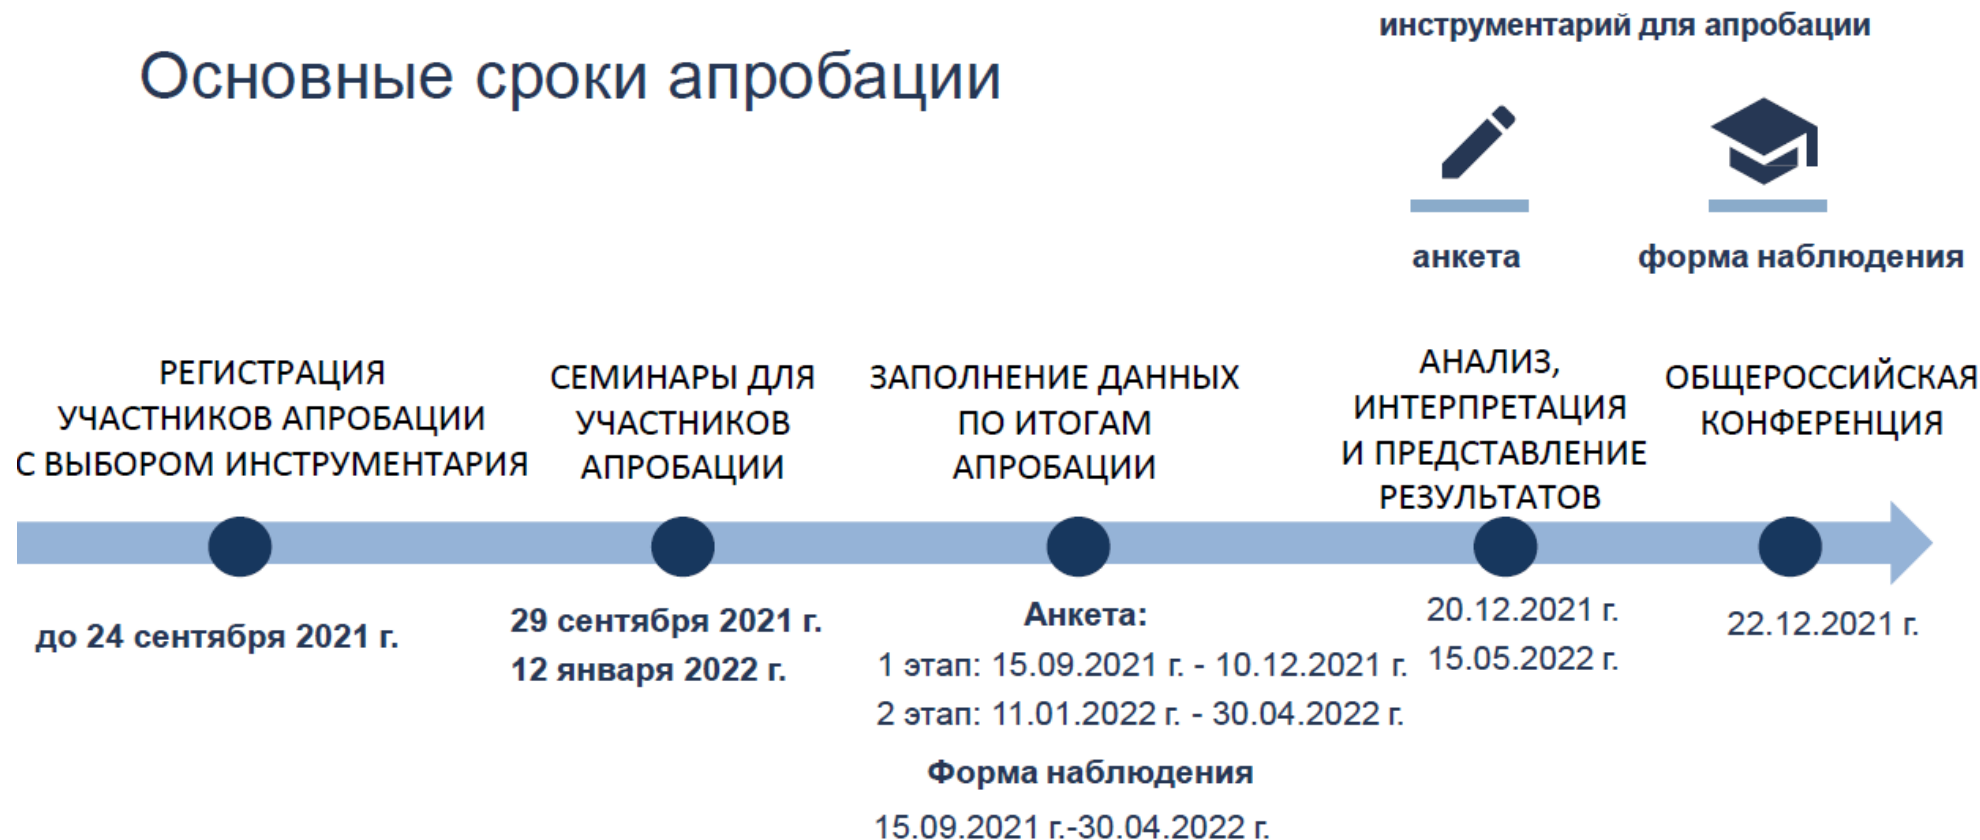 Основные сроки апробации
инструментарий для апробации
анкета
форма наблюдения
РЕГИСТРАЦИЯ
УЧАСТНИКОВ АПРОБАЦИИ
С ВЫБОРОМ ИНСТРУМЕНТАРИЯ
до 24 сентября 2021 г.
СЕМИНАРЫ ДЛЯ
УЧАСТНИКОВ
АПРОБАЦИИ
29 сентября 2021 г.
12 января 2022 г.
ЗАПОЛНЕНИЕ ДАННЫХ
ПО ИТОГАМ
АПРОБАЦИИ
Анкета:
1 этап: 15.09.2021 г. - 10.12.2021 г.
2 этап: 11.01.2022 г. - 30.04.2022 г.
Форма наблюдения
15.09.2021 г.-30.04.2022 г.
АНАЛИЗ,
ИНТЕРПРЕТАЦИЯ
И ПРЕДСТАВЛЕНИЕ
РЕЗУЛЬТАТОВ
20.12.2021 г.
15.05.2022 г.
ОБЩЕРОССИЙСКАЯ
КОНФЕРЕНЦИЯ
22.12.2021 г.